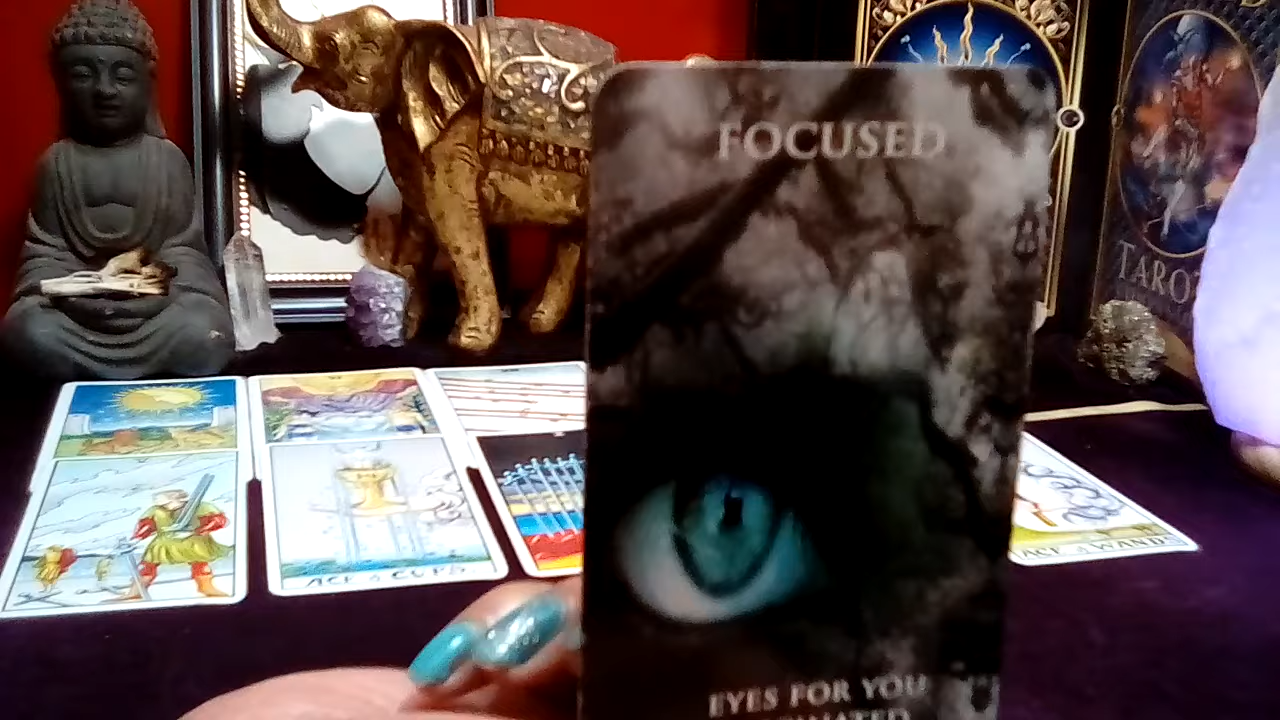 FOCUSED
TAROT
ACE of CUPS
ACE of WANDS
EYES FOR YOU